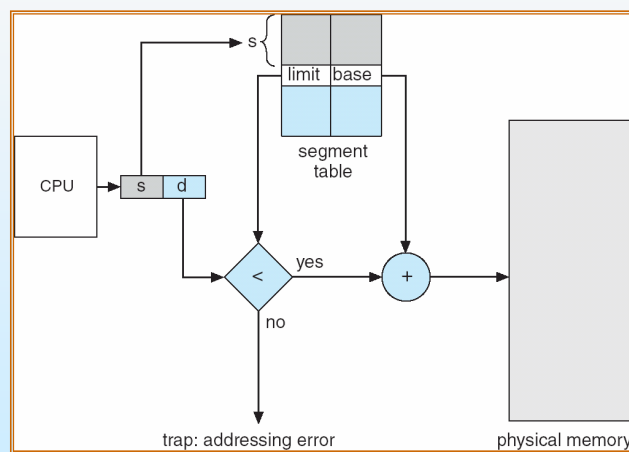 s
limit base
segment
table
CPU
s d
<
yes
+
no
trap: addressing error
physical memory